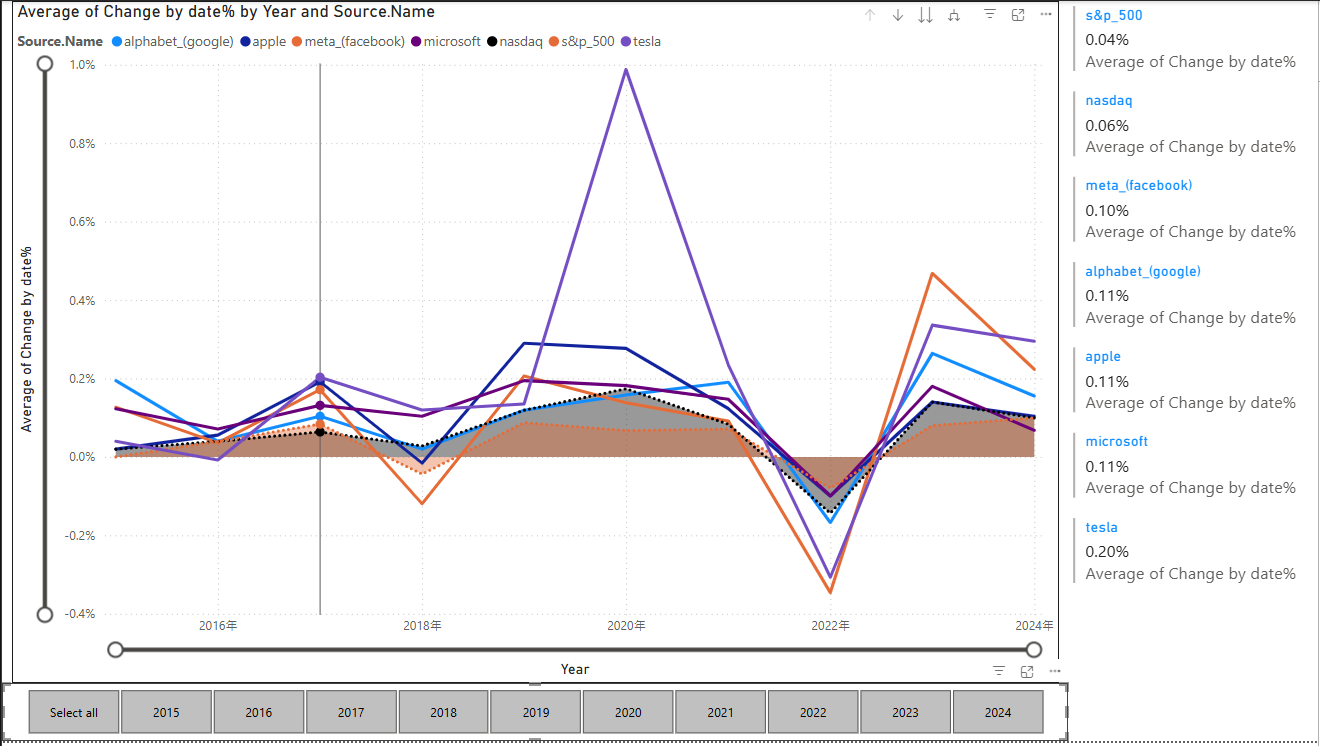 Average of Change by date% by Year and Source.Name
Source.Name alphabet_(google) apple meta_(facebook) microsoft nasdaq s&p_500 tesla
1.0%
0.8%
0.6%
0.4%
0.2%
0.0%
-0.2%
-0.4%
Average of Change by date%
2016年 2018年 2020年 2022年 2024年
Year
s&p_500
0.04%
Average of Change by date%
nasdaq
0.06%
Average of Change by date%
meta_(facebook)
0.10%
Average of Change by date%
alphabet_(google)
0.11%
Average of Change by date%
apple
0.11%
Average of Change by date%
microsoft
0.11%
Average of Change by date%
tesla
0.20%
Average of Change by date%
Select all 2015 2016 2017 2018 2019 2020 2021 2022 2023 2024